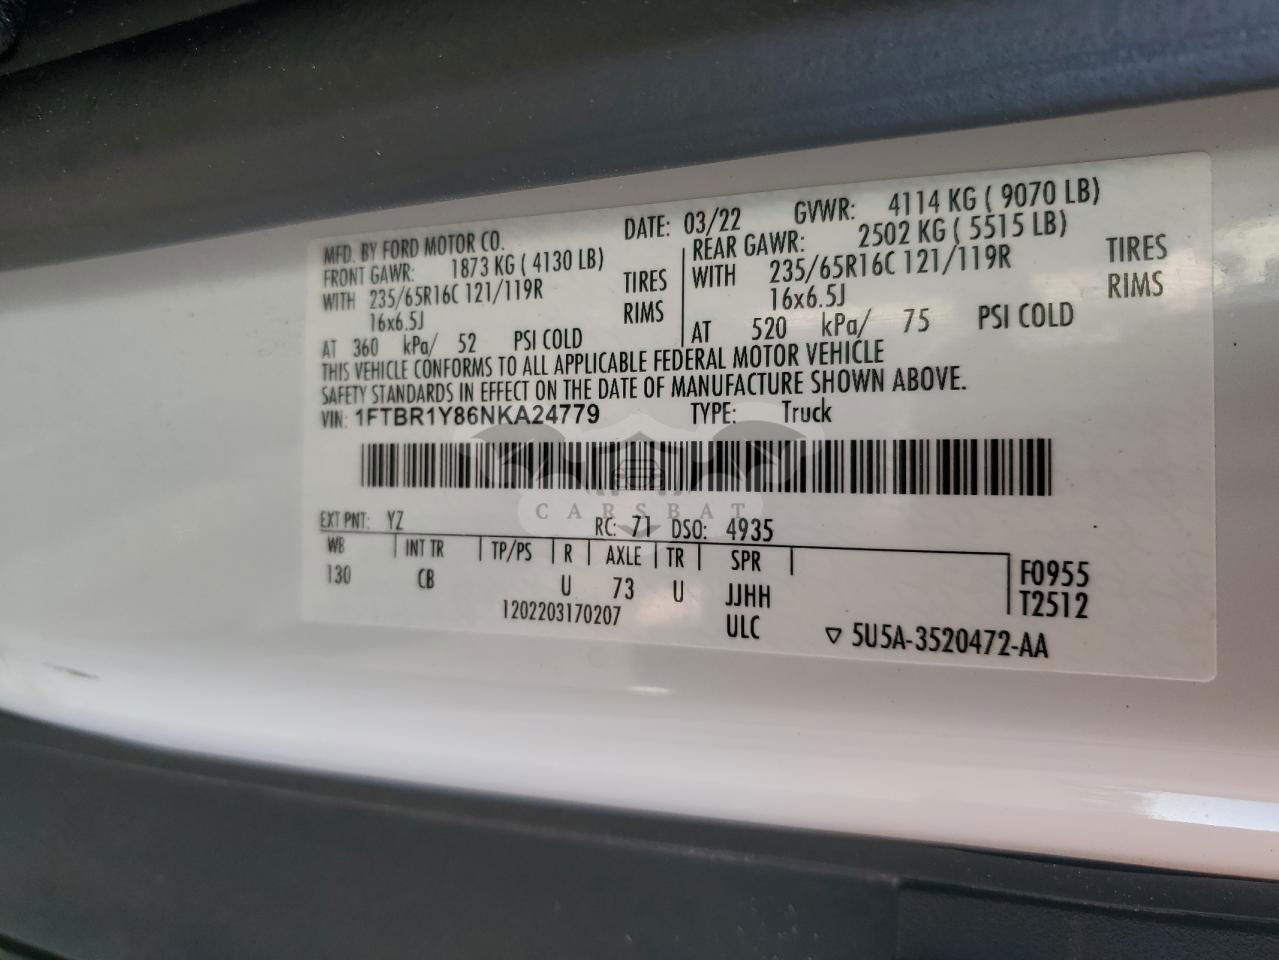 MFD. BY FORD MOTOR CO. DATE: 03/22 GVWR: 4114 KG ( 9070 LB)
FRONT GAWR: 1873 KG ( 4130 LB) REAR GAWR: 2502 KG ( 5515 LB)
WITH 235/65R16C 121/119R TIRES WITH 235/65R16C 121/119R TIRES
16x6.5J RIMS 16x6.5J RIMS
AT 360 kPa/ 52 PSI COLD AT 520 kPa/ 75 PSI COLD
THIS VEHICLE CONFORMS TO ALL APPLICABLE FEDERAL MOTOR VEHICLE
SAFETY STANDARDS IN EFFECT ON THE DATE OF MANUFACTURE SHOWN ABOVE.
VIN: 1FTBR1Y86NKA24779 TYPE: Truck
CARSBAT
EXT PNT: YZ RC: 71 DSO: 4935
WB INT TR TP/PS R AXLE TR SPR F0955
130 CB U 73 U JJHH T2512
1202203170207 ULC ▽ 5U5A-3520472-AA